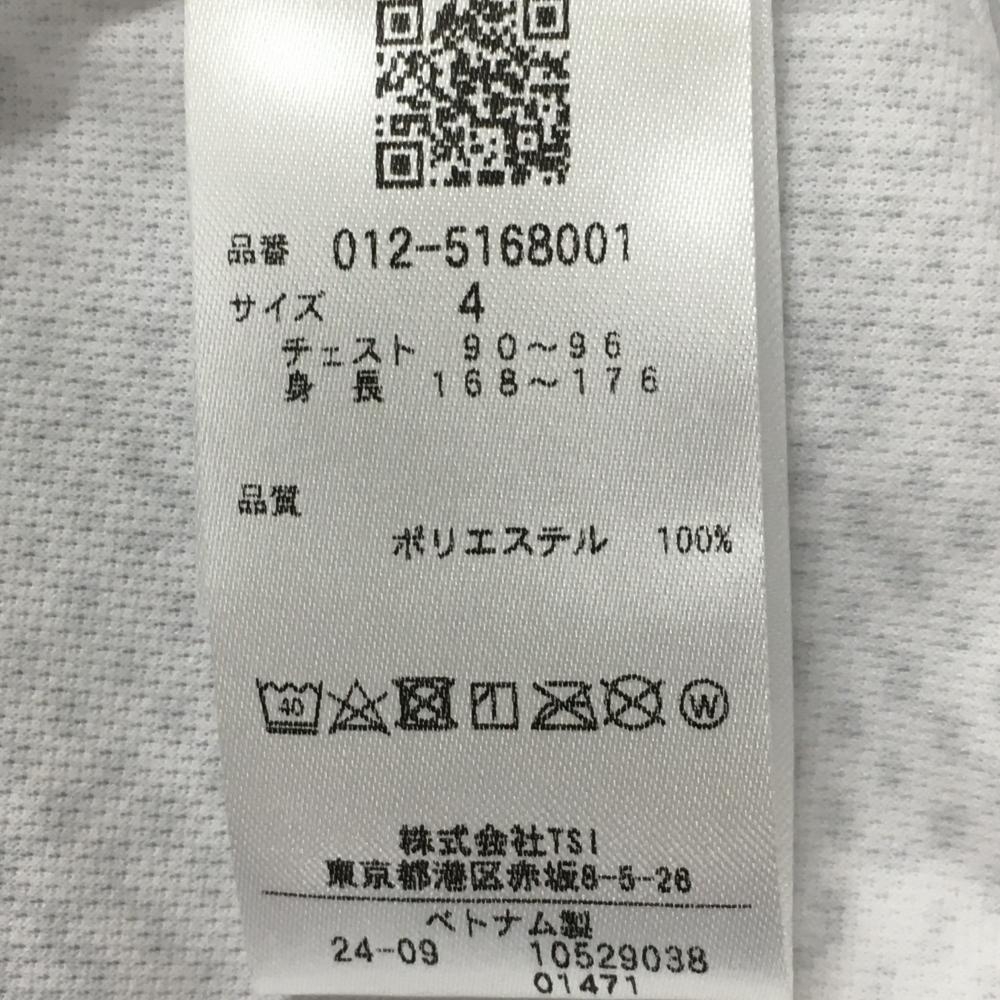 品番 012-5168001
サイズ 4
チェスト 90~96
身長 168~176
品質
ポリエステル 100%
40 W
株式会社TSI
東京都港区赤坂8-5-26
ベトナム製
24-09 10529038
01471